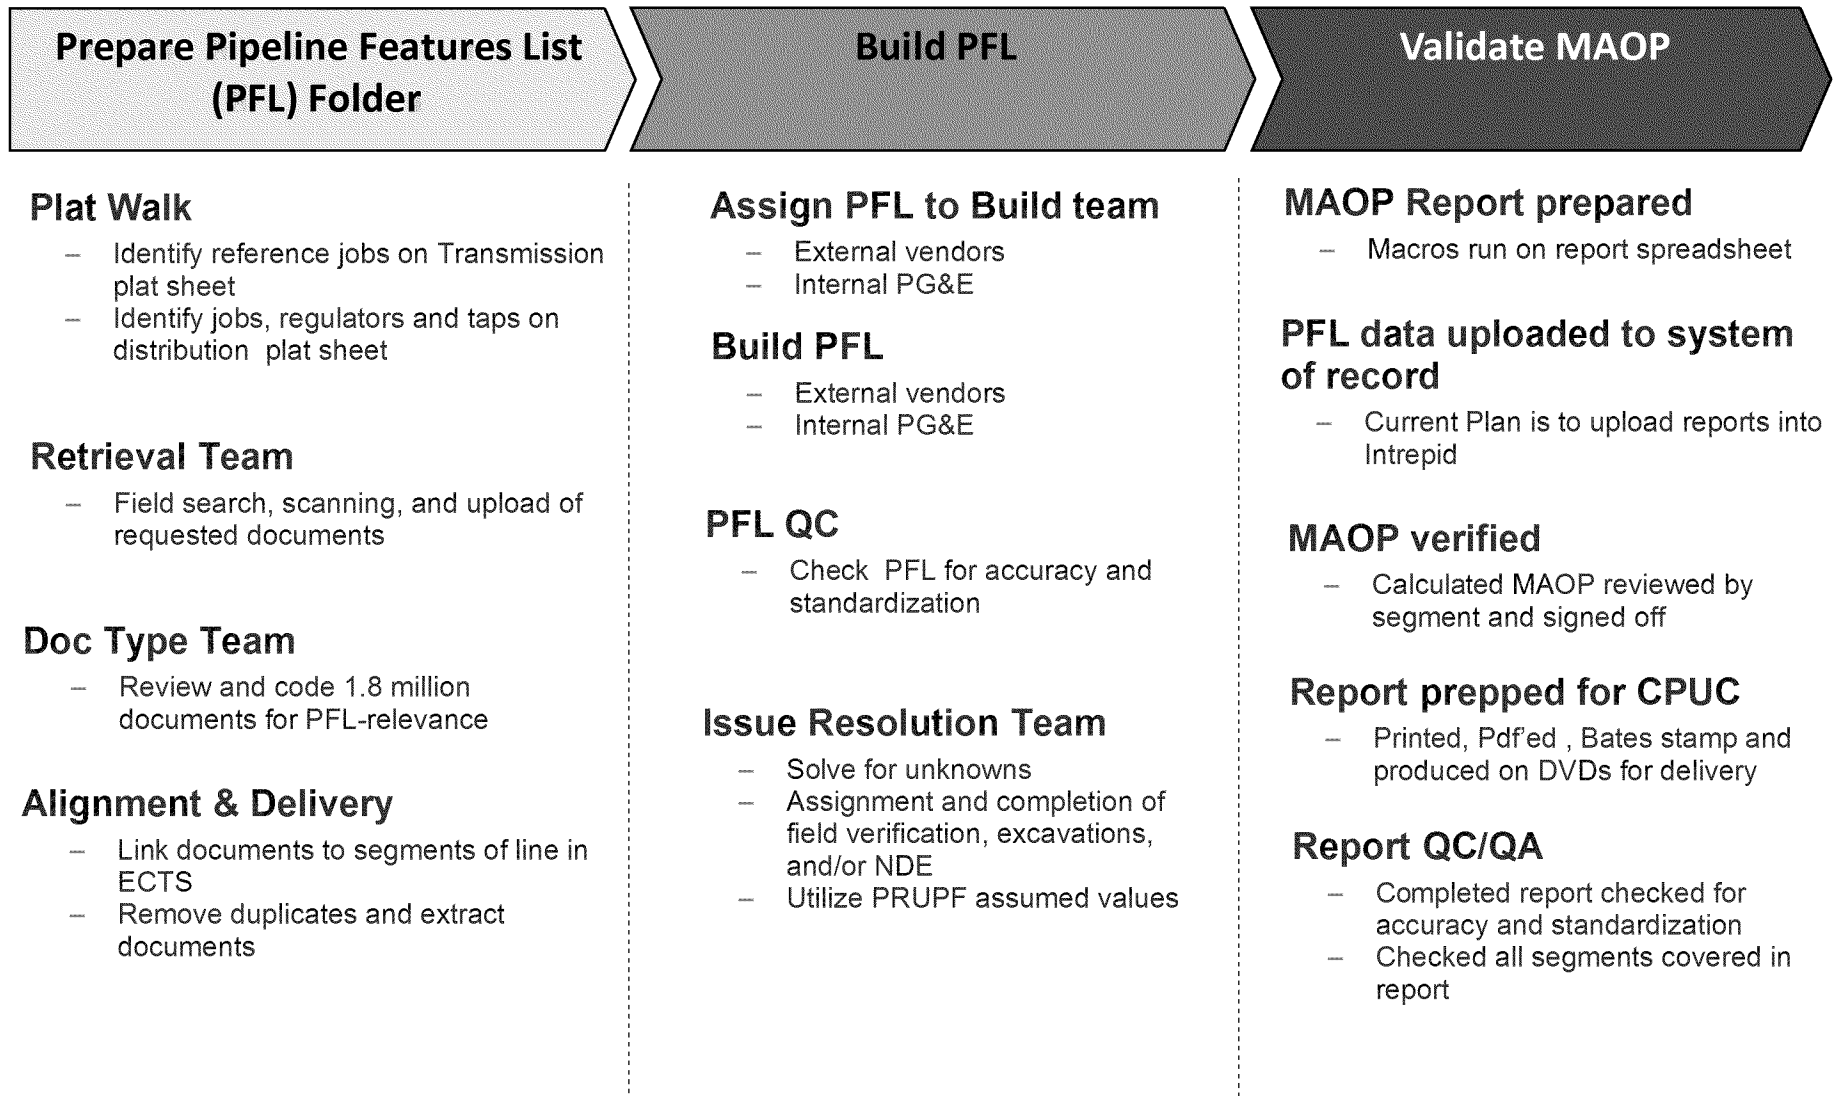 Prepare Pipeline Features List
(PFL) Folder
Build PFL
Validate MAOP
Plat Walk
– Identify reference jobs on Transmission
plat sheet
– Identify jobs, regulators and taps on
distribution plat sheet
Retrieval Team
– Field search, scanning, and upload of
requested documents
Doc Type Team
– Review and code 1.8 million
documents for PFL-relevance
Alignment & Delivery
– Link documents to segments of line in
ECTS
– Remove duplicates and extract
documents
Assign PFL to Build team
– External vendors
– Internal PG&E
Build PFL
– External vendors
– Internal PG&E
PFL QC
– Check PFL for accuracy and
standardization
Issue Resolution Team
– Solve for unknowns
– Assignment and completion of
field verification, excavations,
and/or NDE
– Utilize PRUPF assumed values
MAOP Report prepared
– Macros run on report spreadsheet
PFL data uploaded to system
of record
– Current Plan is to upload reports into
Intrepid
MAOP verified
– Calculated MAOP reviewed by
segment and signed off
Report prepped for CPUC
– Printed, Pdf'ed , Bates stamp and
produced on DVDs for delivery
Report QC/QA
– Completed report checked for
accuracy and standardization
– Checked all segments covered in
report